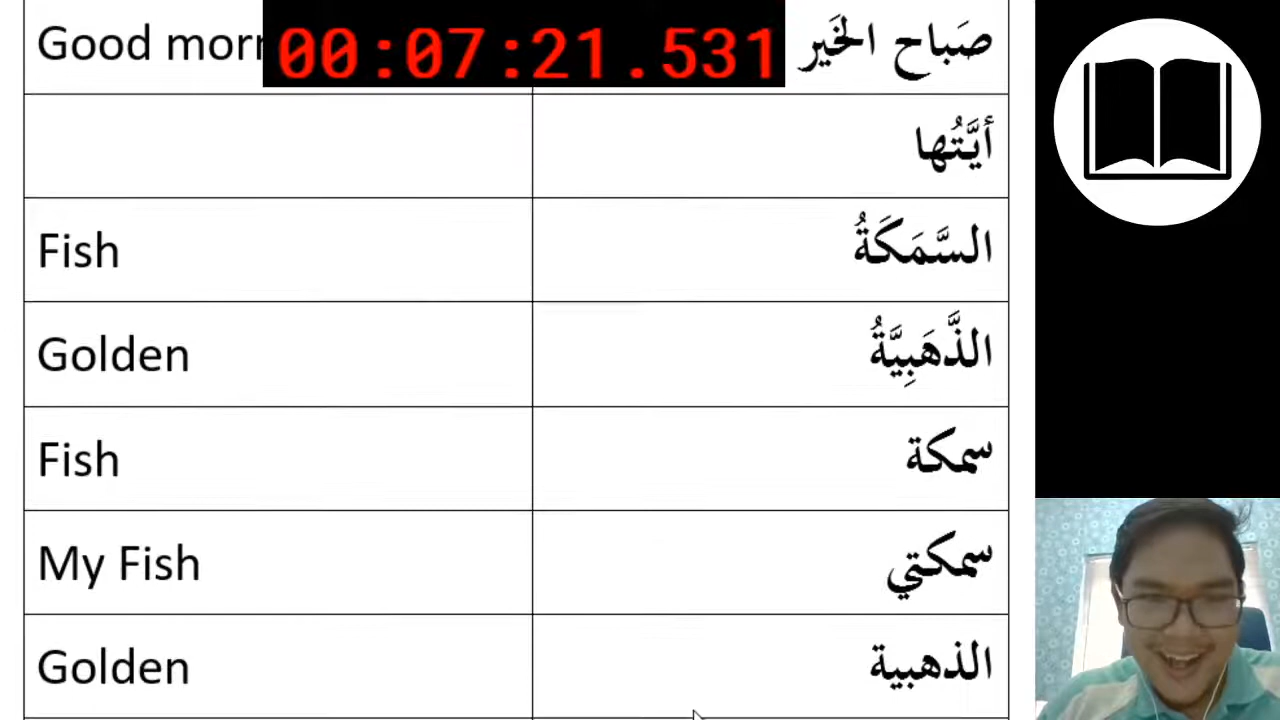 Good morn
00:07:21.531
صَباح الخَير
أيَّتُها
Fish
السَّمَكَةُ
Golden
الذَّهَبِيَّةُ
Fish
سمكة
My Fish
سمكتي
Golden
الذهبية